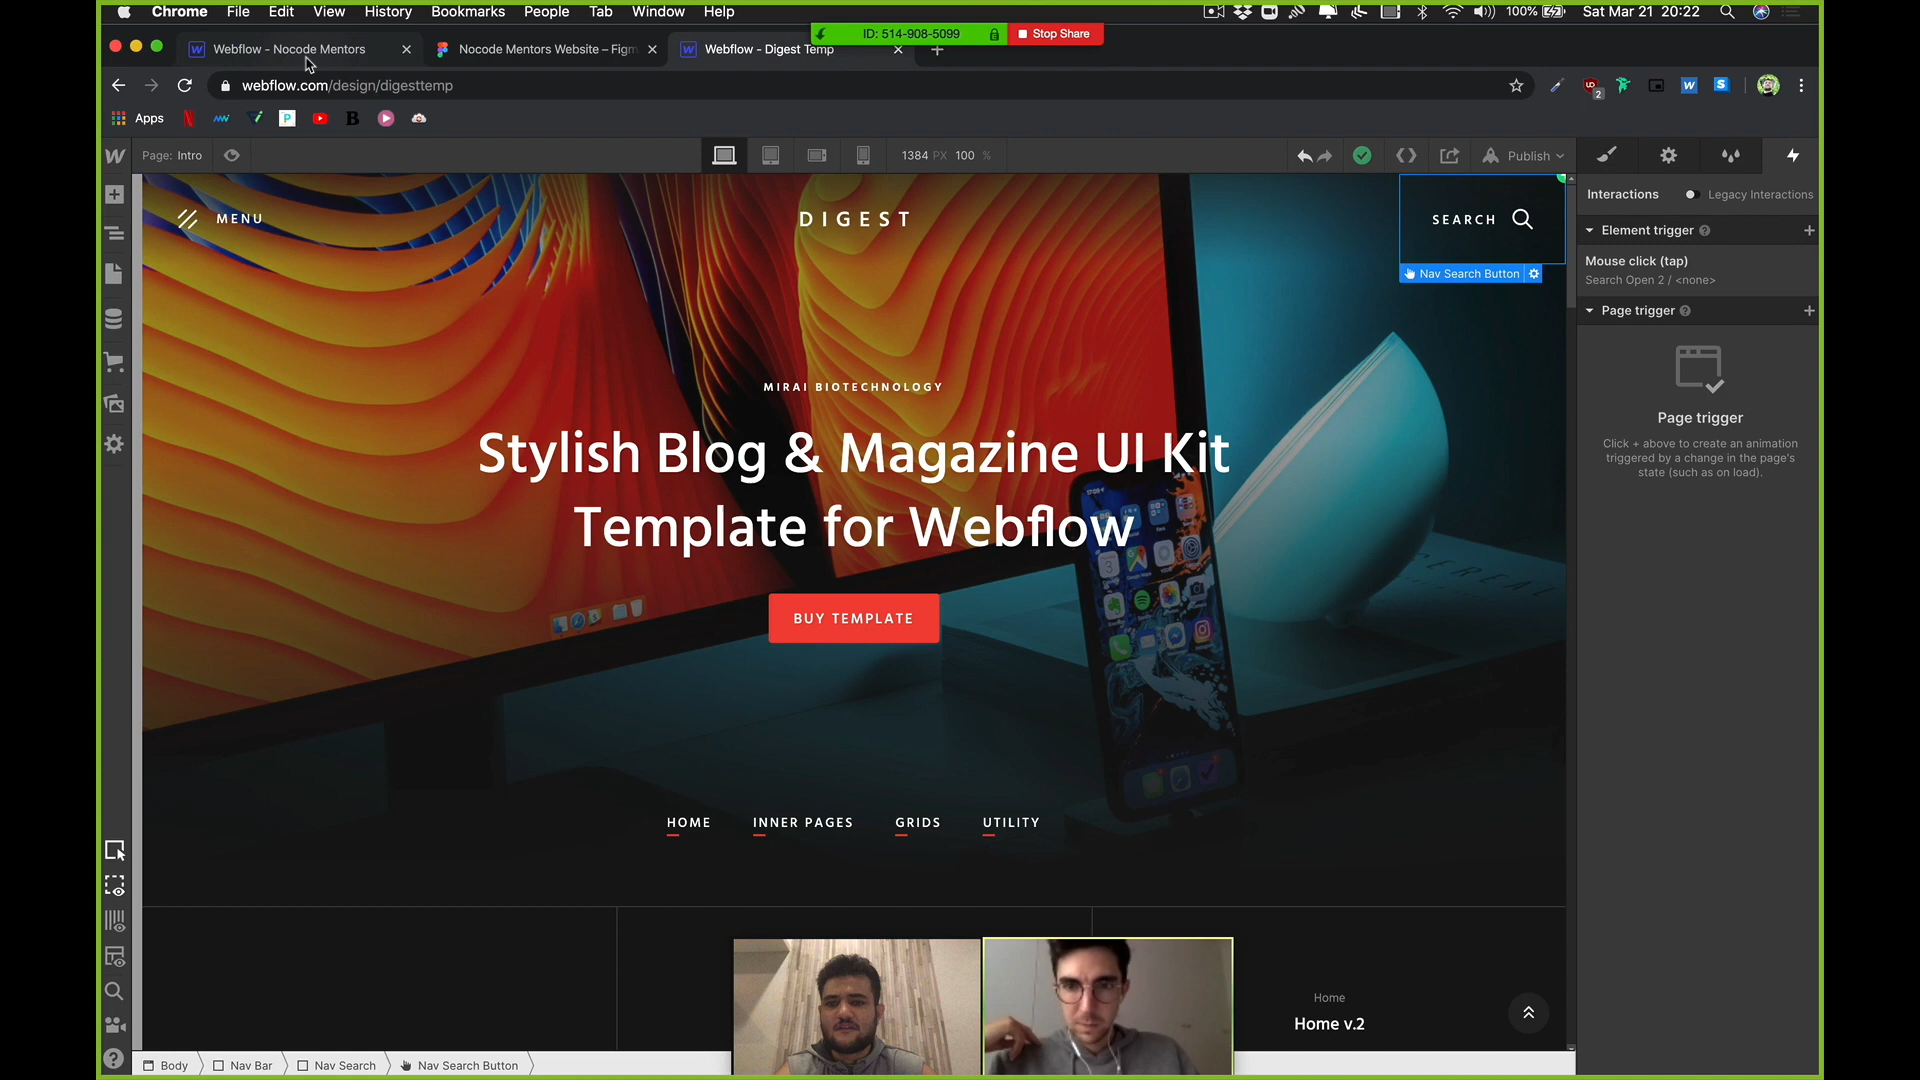 Chrome File Edit View History Bookmarks People Tab Window Help
100% Sat Mar 21 20:22
ID: 514-908-5099 Stop Share
Webflow - Nocode Mentors
Nocode Mentors Website – Figm
Webflow - Digest Temp
webflow.com/design/digesttemp
2
Apps
Page: Intro
1384 PX 100 %
Publish
MENU
DIGEST
SEARCH
Nav Search Button
Interactions
Legacy Interactions
Element trigger
Mouse click (tap)
Search Open 2 / <none>
Page trigger
Page trigger
Click + above to create an animation
triggered by a change in the page's
state (such as on load).
MIRAI BIOTECHNOLOGY
Stylish Blog & Magazine UI Kit
Template for Webflow
BUY TEMPLATE
HOME INNER PAGES GRIDS UTILITY
Home
Home v.2
Body Nav Bar Nav Search Nav Search Button